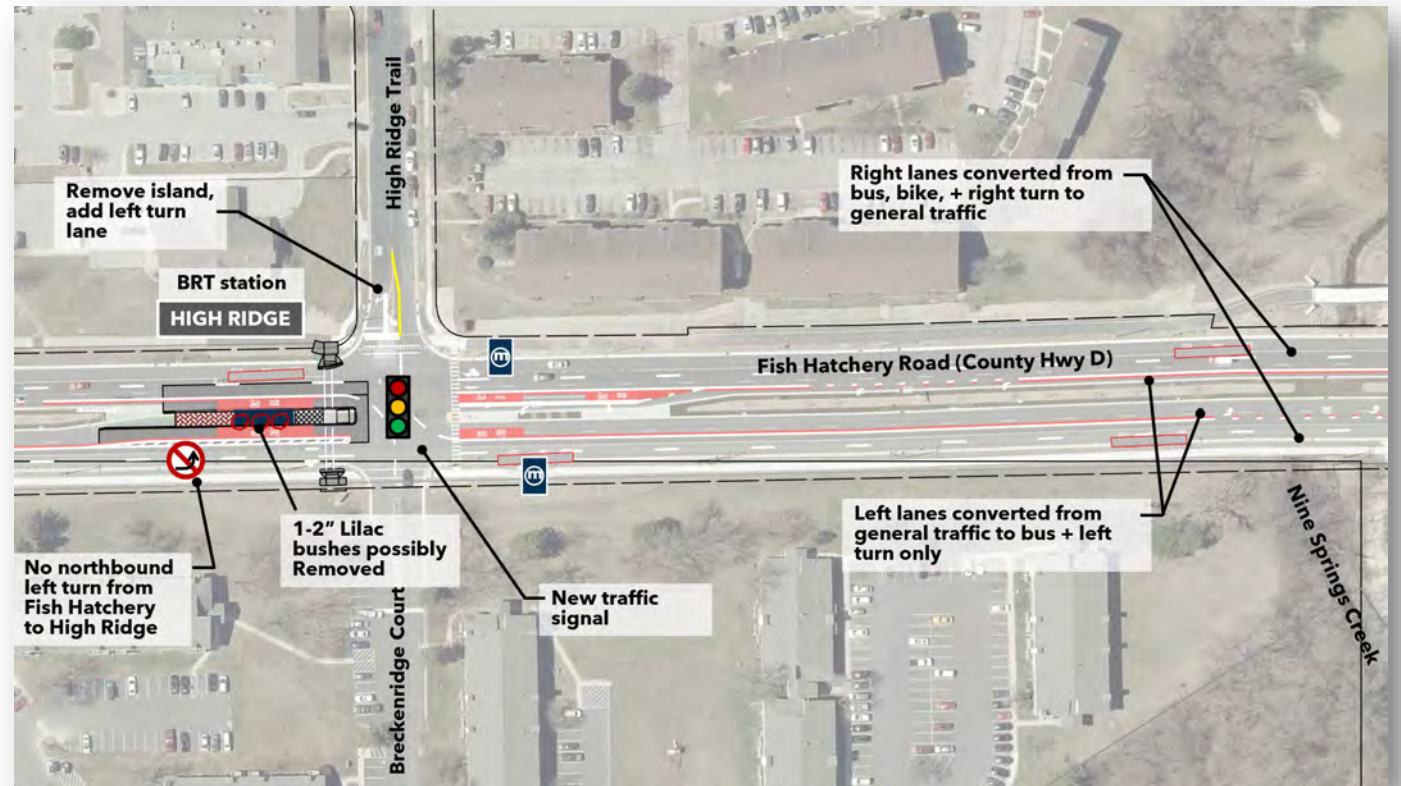 High Ridge Trail
Remove island,
add left turn
lane
BRT station
HIGH RIDGE
Right lanes converted from
bus, bike, + right turn to
general traffic
m
Fish Hatchery Road (County Hwy D)
m
No northbound
left turn from
Fish Hatchery
to High Ridge
1-2” Lilac
bushes possibly
Removed
Breckenridge Court
New traffic
signal
Left lanes converted from
general traffic to bus + left
turn only
Nine Springs Creek